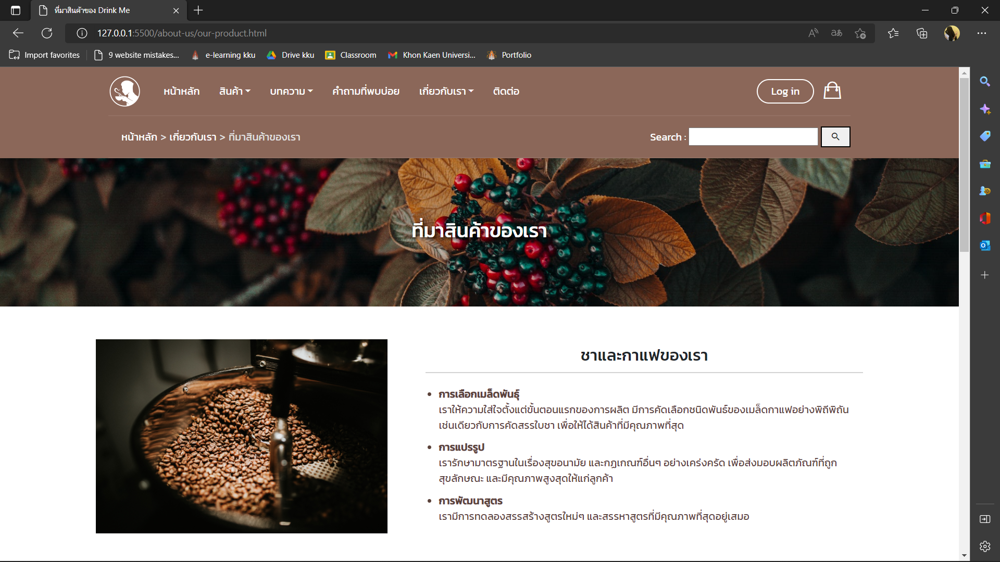 ที่มาสินค้าของ Drink Me
127.0.0.1:5500/about-us/our-product.html
Import favorites
9 website mistakes...
e-learning kku
Drive kku
Classroom
Khon Kaen Universi...
Portfolio
หน้าหลัก
สินค้า
บทความ
คำถามที่พบบ่อย
เกี่ยวกับเรา
ติดต่อ
Log in
หน้าหลัก > เกี่ยวกับเรา > ที่มาสินค้าของเรา
Search :
ที่มาสินค้าของเรา
ชาและกาแฟของเรา
การเลือกเมล็ดพันธุ์
เราให้ความใส่ใจตั้งแต่ขั้นตอนแรกของการผลิต มีการคัดเลือกชนิดพันธ์ของเมล็ดกาแฟอย่างพิถีพิถัน
เช่นเดียวกับการคัดสรรใบชา เพื่อให้ได้สินค้าที่มีคุณภาพที่สุด
การแปรรูป
เรารักษามาตรฐานในเรื่องสุขอนามัย และกฏเกณฑ์อื่นๆ อย่างเคร่งครัด เพื่อส่งมอบผลิตภัณฑ์ที่ถูก
สุขลักษณะ และมีคุณภาพสูงสุดให้แก่ลูกค้า
การพัฒนาสูตร
เรามีการทดลองสรรสร้างสูตรใหม่ๆ และสรรหาสูตรที่มีคุณภาพที่สุดอยู่เสมอ